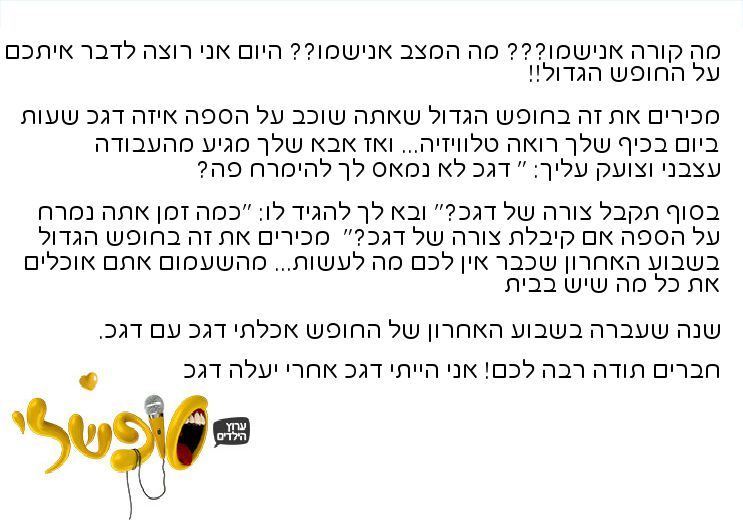 מה קורה אנישמו??? מה המצב אנישמו?? היום אני רוצה לדבר איתכם
על החופש הגדול!!
מכירים את זה בחופש הגדול שאתה שוכב על הספה איזה דגכ שעות
ביום בכיף שלך רואה טלוויזיה... ואז אבא שלך מגיע מהעבודה
עצבני וצועק עליך: " דגכ לא נמאס לך להימרח פה?
בסוף תקבל צורה של דגכ?" ובא לך להגיד לו: "כמה זמן אתה נמרח
על הספה אם קיבלת צורה של דגכ?" מכירים את זה בחופש הגדול
בשבוע האחרון שכבר אין לכם מה לעשות... מהשעמום אתם אוכלים
את כל מה שיש בבית
שנה שעברה בשבוע האחרון של החופש אכלתי דגכ עם דגכ.
חברים תודה רבה לכם! אני הייתי דגכ אחרי יעלה דגכ
סופשלי
ערוץ
הילדים